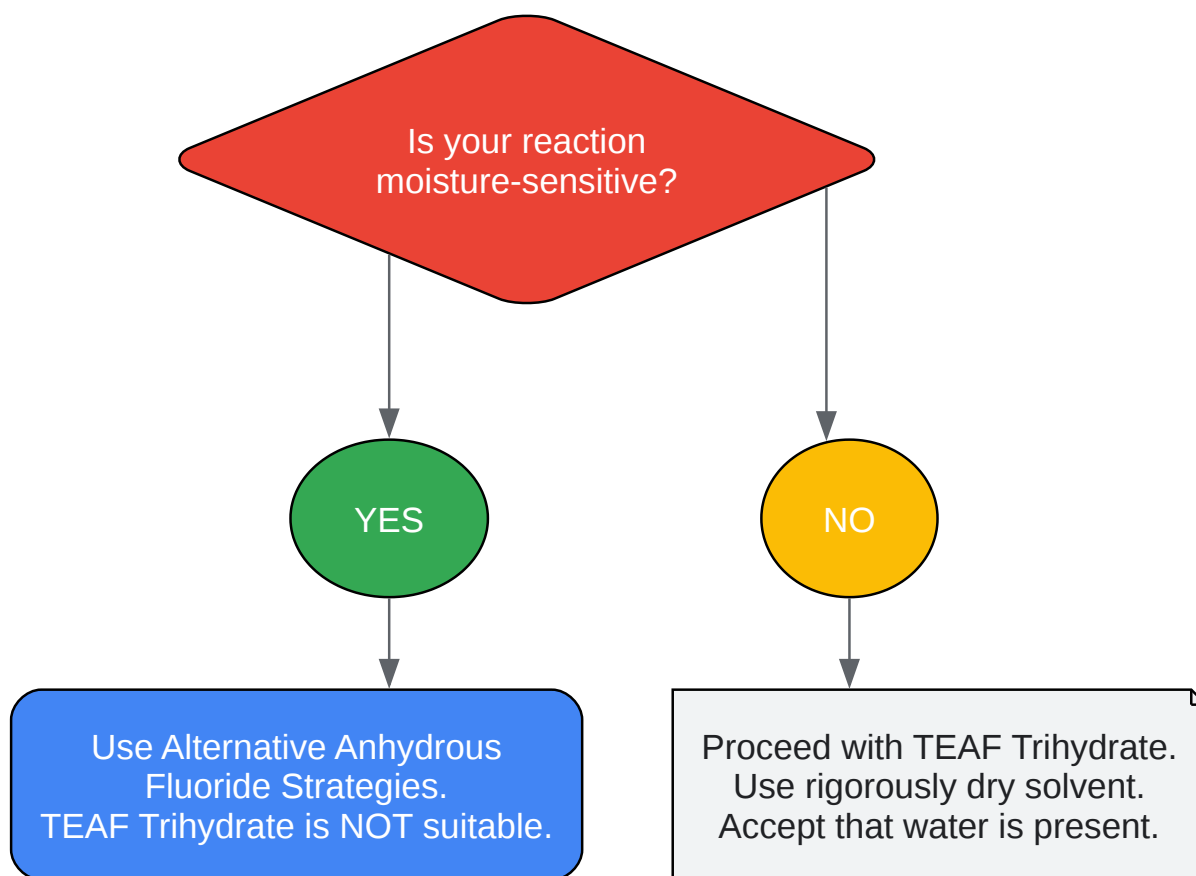 Is your reaction
moisture-sensitive?
YES
NO
Use Alternative Anhydrous
Fluoride Strategies.
TEAF Trihydrate is NOT suitable.
Proceed with TEAF Trihydrate.
Use rigorously dry solvent.
Accept that water is present.